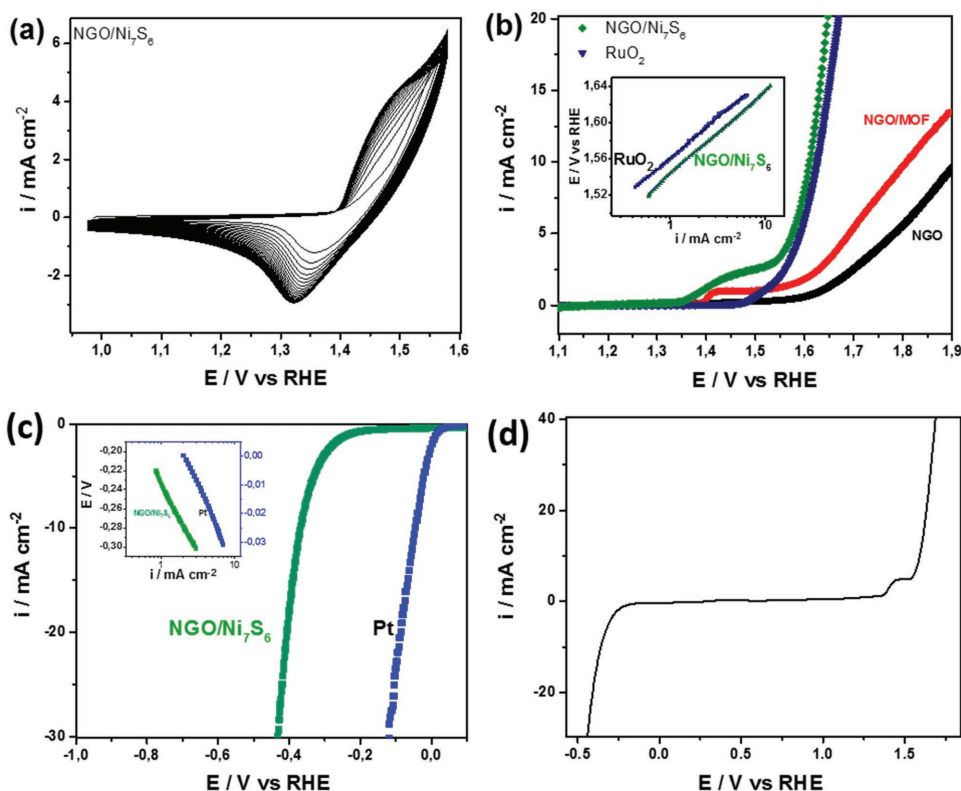 (a)
NGO/Ni₇S₆
i / mA cm⁻²
6
4
2
0
-2
-4
1,0 1,1 1,2 1,3 1,4 1,5 1,6
E / V vs RHE
(b)
NGO/Ni₇S₆
RuO₂
i / mA cm⁻²
20
15
10
5
0
E / V vs RHE
1,64
1,60
1,56
1,52
RuO₂
NGO/Ni₇S₆
1 10
i / mA cm⁻²
NGO/MOF
NGO
1,1 1,2 1,3 1,4 1,5 1,6 1,7 1,8 1,9
E / V vs RHE
(c)
i / mA cm⁻²
0
-10
-20
-30
E / V
-0,20
-0,22
-0,24
-0,26
-0,28
-0,30
0,00
-0,01
-0,02
-0,03
NGO/Ni₇S₆
Pt
1 10
i / mA cm⁻²
NGO/Ni₇S₆
Pt
-1,0 -0,8 -0,6 -0,4 -0,2 0,0
E / V vs RHE
(d)
i / mA cm⁻²
40
20
0
-20
-0.5 0.0 0.5 1.0 1.5
E / V vs RHE